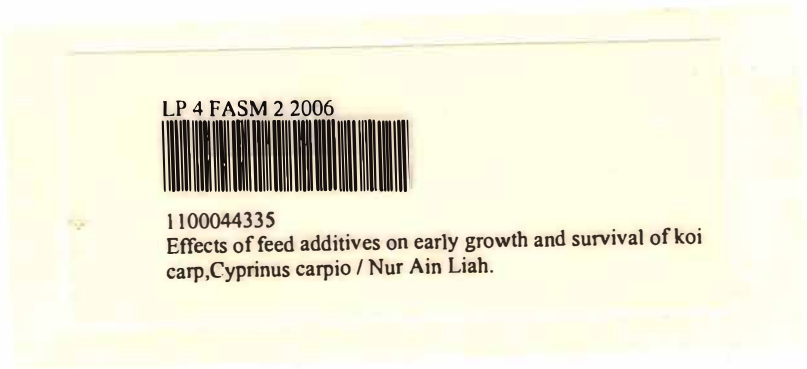 LP 4 FASM 2 2006
1100044335
Effects of feed additives on early growth and survival of koi
carp,Cyprinus carpio / Nur Ain Liah.